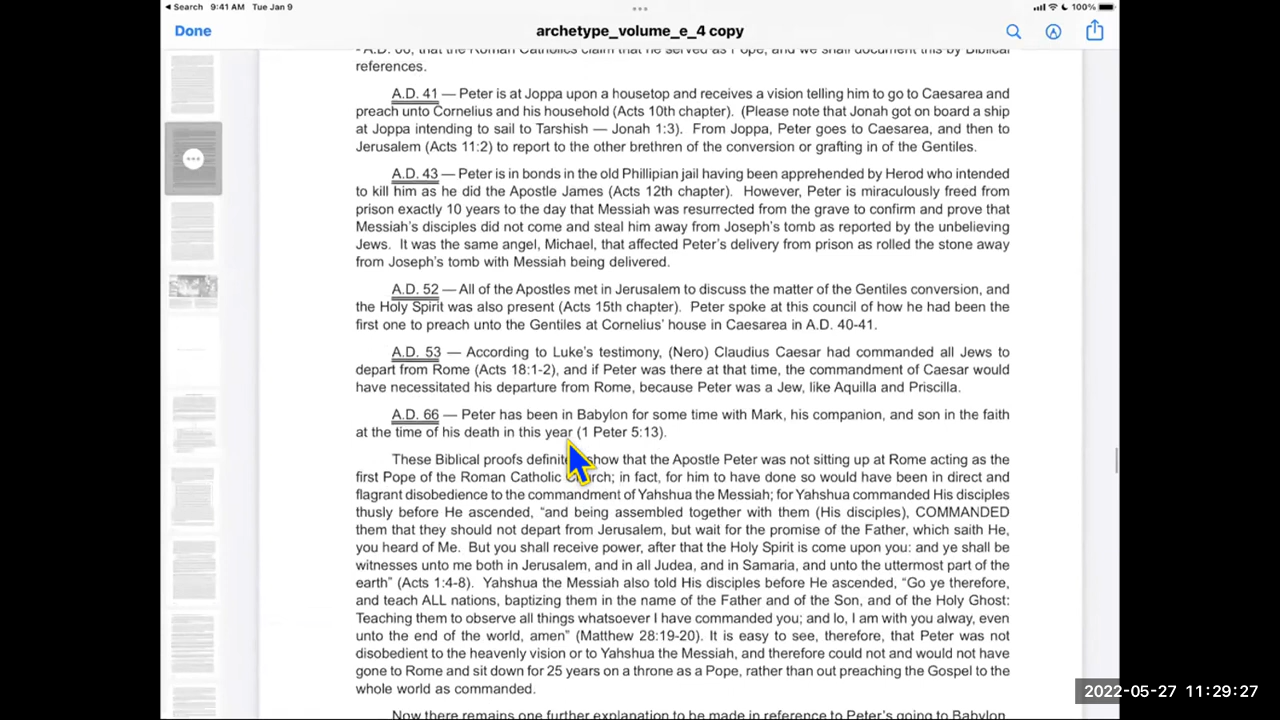 Search 9:41 AM Tue Jan 9
100%
Done
archetype_volume_e_4 copy
- A.D. 66, that the Roman Catholics claim that he served as Pope, and we shall document this by Biblical
references.
A.D. 41 — Peter is at Joppa upon a housetop and receives a vision telling him to go to Caesarea and
preach unto Cornelius and his household (Acts 10th chapter). (Please note that Jonah got on board a ship
at Joppa intending to sail to Tarshish — Jonah 1:3). From Joppa, Peter goes to Caeserea, and then to
Jerusalem (Acts 11:2) to report to the other brethren of the conversion or grafting in of the Gentiles.
A.D. 43 — Peter is in bonds in the old Phillipian jail having been apprehended by Herod who intended
to kill him as he did the Apostle James (Acts 12th chapter). However, Peter is miraculously freed from
prison exactly 10 years to the day that Messiah was resurrected from the grave to confirm and prove that
Messiah's disciples did not come and steal him away from Joseph's tomb as reported by the unbelieving
Jews. It was the same angel, Michael, that affected Peter's delivery from prison as rolled the stone away
from Joseph's tomb with Messiah being delivered.
A.D. 52 — All of the Apostles met in Jerusalem to discuss the matter of the Gentiles conversion, and
the Holy Spirit was also present (Acts 15th chapter). Peter spoke at this council of how he had been the
first one to preach unto the Gentiles at Cornelius' house in Caesarea in A.D. 40-41.
A.D. 53 — According to Luke's testimony, (Nero) Claudius Caesar had commanded all Jews to
depart from Rome (Acts 18:1-2), and if Peter was there at that time, the commandment of Caesar would
have necessitated his departure from Rome, because Peter was a Jew, like Aquilla and Priscilla.
A.D. 66 — Peter has been in Babylon for some time with Mark, his companion, and son in the faith
at the time of his death in this year (1 Peter 5:13).
These Biblical proofs definitely show that the Apostle Peter was not sitting up at Rome acting as the
first Pope of the Roman Catholic Church; in fact, for him to have done so would have been in direct and
flagrant disobedience to the commandment of Yahshua the Messiah; for Yahshua commanded His disciples
thusly before He ascended, "and being assembled together with them (His disciples), COMMANDED
them that they should not depart from Jerusalem, but wait for the promise of the Father, which saith He,
you heard of Me. But you shall receive power, after that the Holy Spirit is come upon you: and ye shall be
witnesses unto me both in Jerusalem, and in all Judea, and in Samaria, and unto the uttermost part of the
earth" (Acts 1:4-8). Yahshua the Messiah also told His disciples before He ascended, "Go ye therefore,
and teach ALL nations, baptizing them in the name of the Father and of the Son, and of the Holy Ghost:
Teaching them to observe all things whatsoever I have commanded you; and lo, I am with you alway, even
unto the end of the world, amen" (Matthew 28:19-20). It is easy to see, therefore, that Peter was not
disobedient to the heavenly vision or to Yahshua the Messiah, and therefore could not and would not have
gone to Rome and sat down for 25 years of his time as a Pope, rather than out preaching the Gospel to the
whole world as commanded.
Now there remains one further explanation to be made in reference to Peter's going to Babylon
2022-05-27 11:29:27